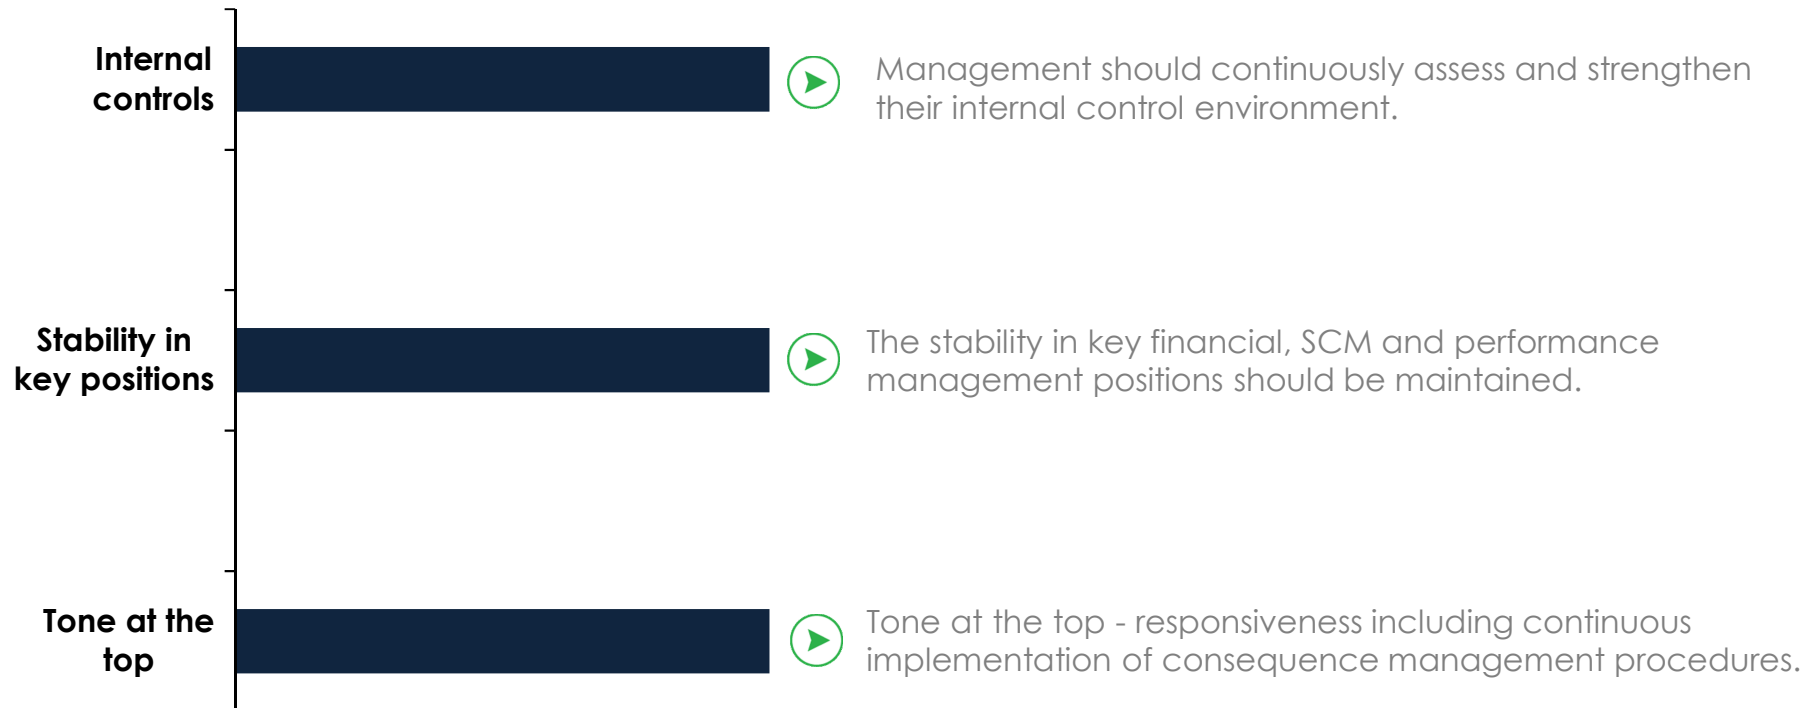 Internal
controls
Management should continuously assess and strengthen
their internal control environment.
Stability in
key positions
The stability in key financial, SCM and performance
management positions should be maintained.
Tone at the
top
Tone at the top - responsiveness including continuous
implementation of consequence management procedures.